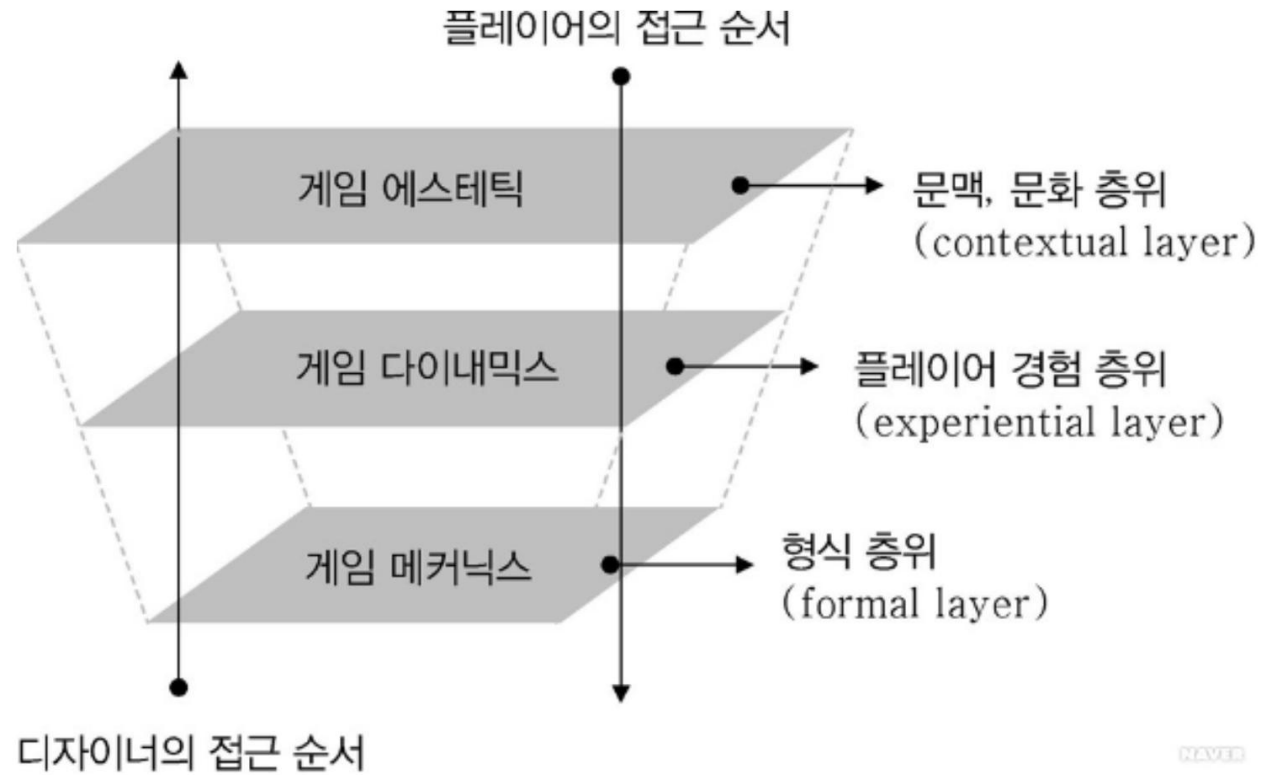 플레이어의 접근 순서
게임 에스테틱
문맥, 문화 층위
(contextual layer)
게임 다이내믹스
플레이어 경험 층위
(experiential layer)
게임 메커닉스
형식 층위
(formal layer)
디자이너의 접근 순서
NAVER